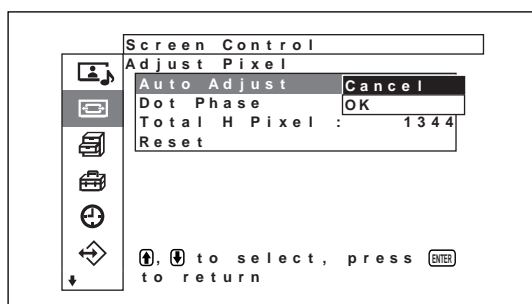 Screen Control
Adjust Pixel
Auto Adjust Cancel
Dot Phase OK
Total H Pixel : 1344
Reset
, to select, press ENTER
to return